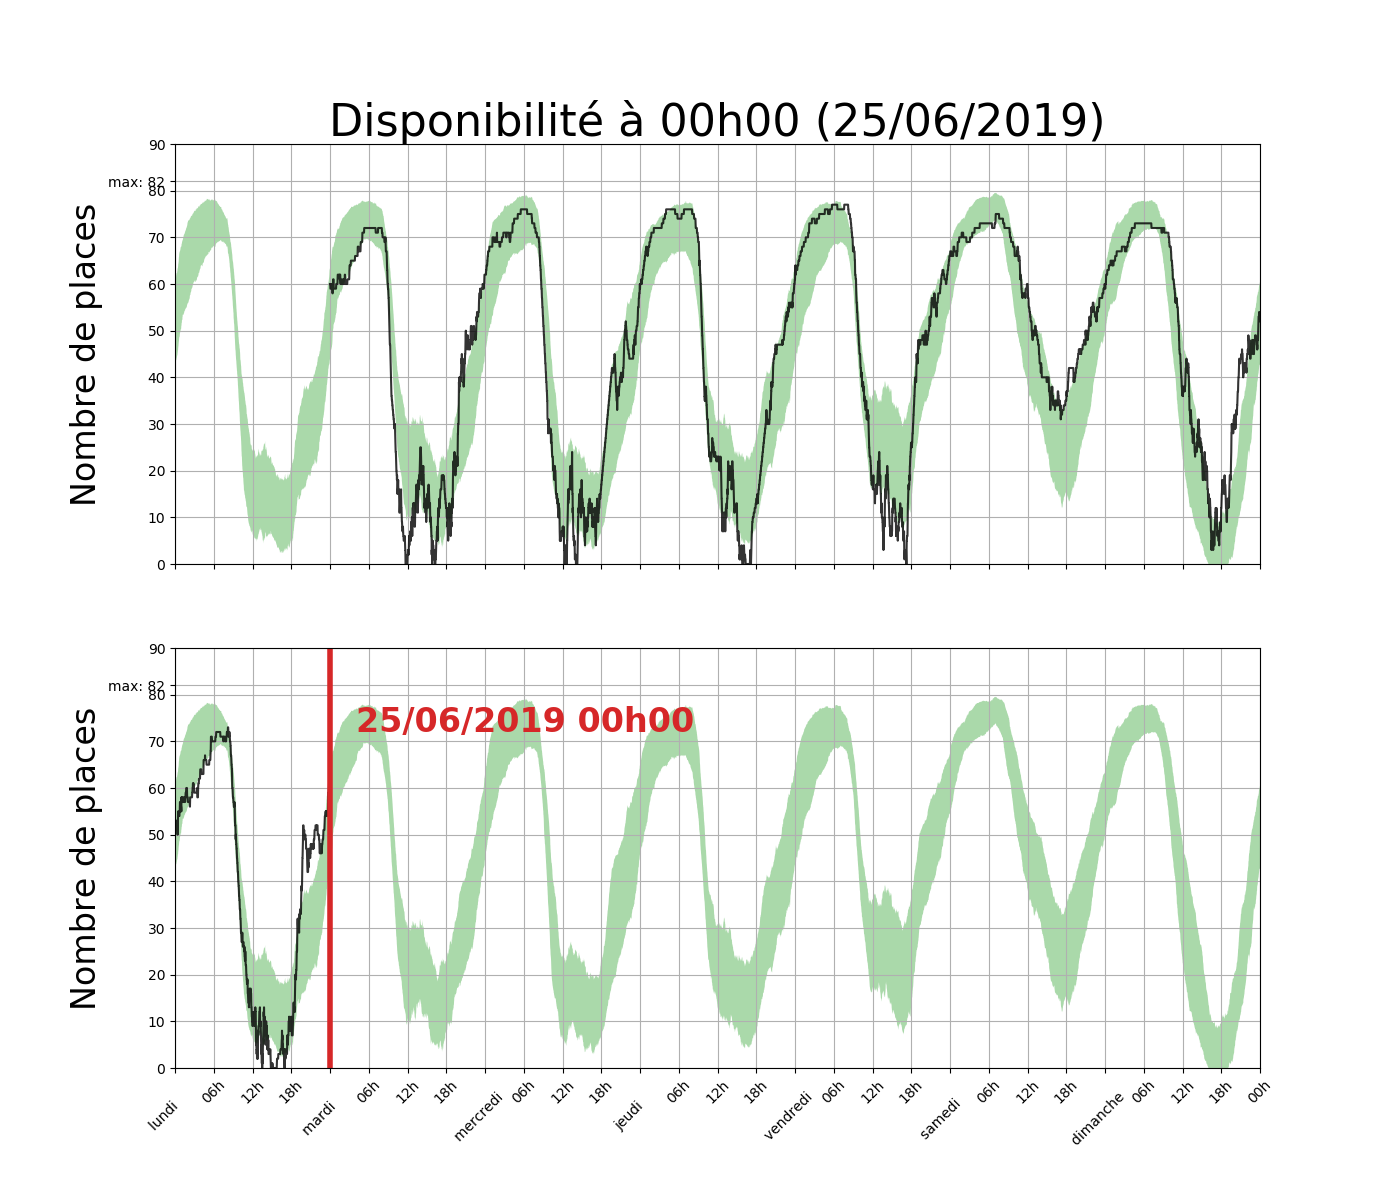 Disponibilité à 00h00 (25/06/2019)
Nombre de places
90
max: 82
80
70
60
50
40
30
20
10
0
Nombre de places
90
max: 82
80
70
60
50
40
30
20
10
0
25/06/2019 00h00
lundi 06h 12h 18h mardi 06h 12h 18h mercredi 06h 12h 18h jeudi 06h 12h 18h vendredi 06h 12h 18h samedi 06h 12h 18h dimanche 06h 12h 18h 00h